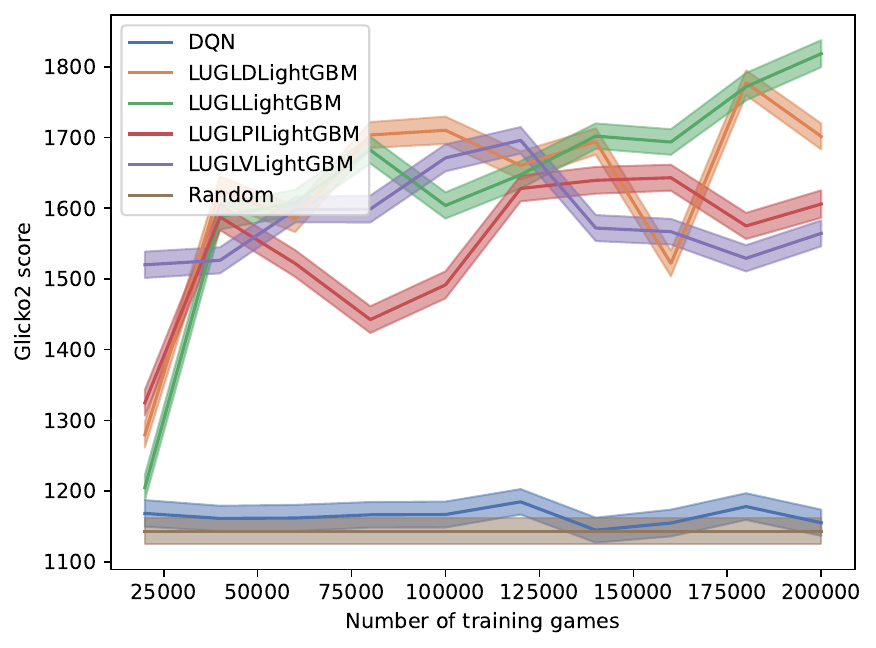 DQN
LUGLDLightGBM
LUGLLightGBM
LUGLPILightGBM
LUGLVLightGBM
Random
1800
1700
1600
1500
1400
1300
1200
1100
Glicko2 score
25000 50000 75000 100000 125000 150000 175000 200000
Number of training games